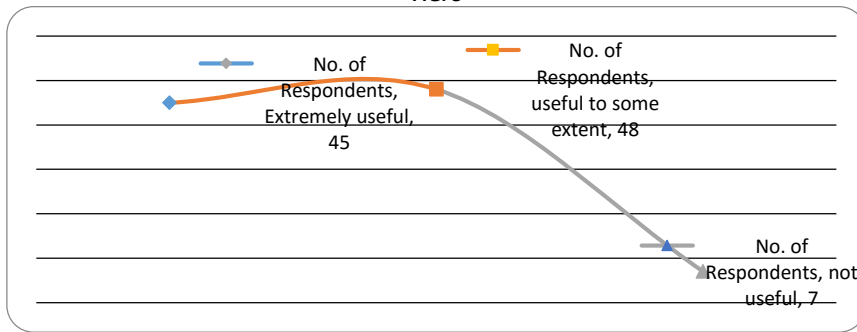 No. of
Respondents,
Extremely useful,
45
No. of
Respondents,
useful to some
extent, 48
No. of
Respondents, not
useful, 7